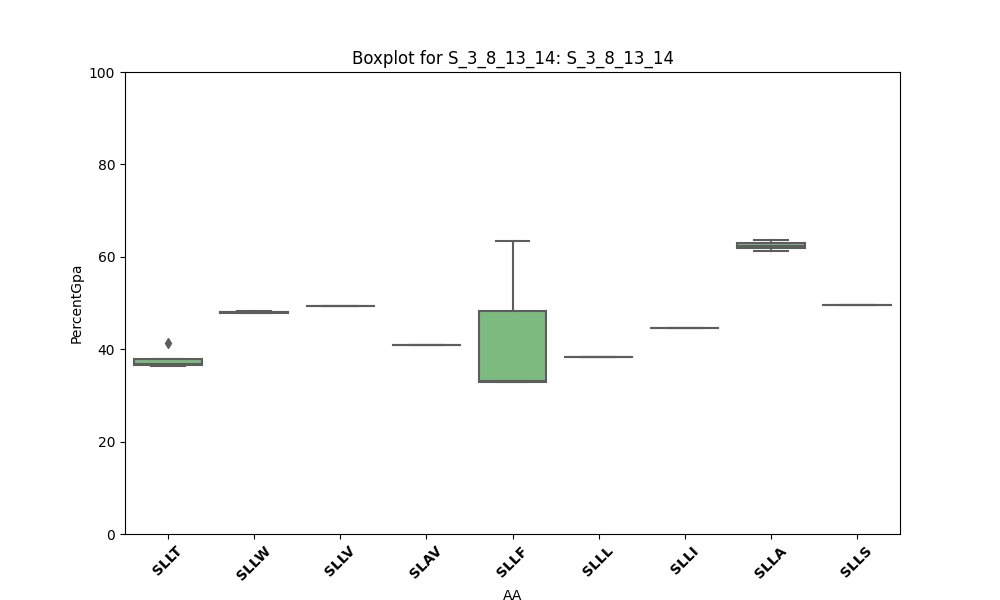 Boxplot for S_3_8_13_14: S_3_8_13_14
100
80
60
40
20
0
PercentGpa
SLLT
SLLW
SLLV
SLAV
SLLF
SLLL
SLLI
SLLA
SLLS
AA